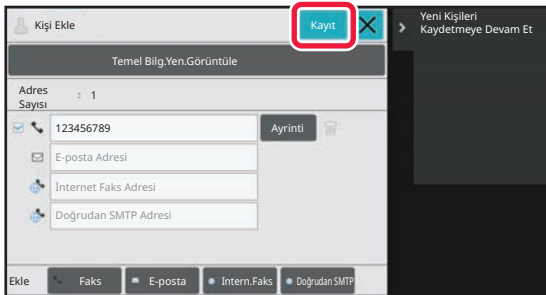 Kişi Ekle
Kayıt
Yeni Kişileri
Kaydetmeye Devam Et
Temel Bilg.Yen.Görüntüle
Adres
Sayısı
: 1
123456789
Ayrinti
E-posta Adresi
İnternet Faks Adresi
Doğrudan SMTP Adresi
Ekle
Faks
E-posta
Intern.Faks
Doğrudan SMTP